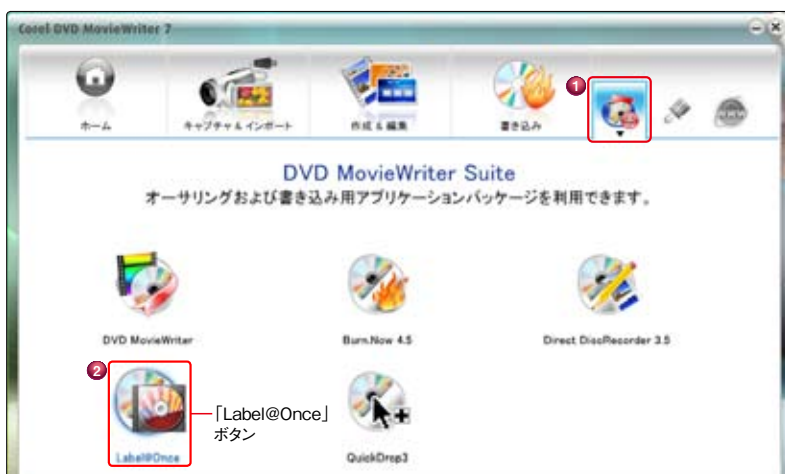 Corel DVD MovieWriter 7
1
ホーム
キャプチャ & インポート
作成 & 編集
書き込み
DVD MovieWriter Suite
オーサリングおよび書き込み用アプリケーションパッケージを利用できます。
DVD MovieWriter
Burn.Now 4.5
Direct DiscRecorder 3.5
2
「Label@Once」
ボタン
Label@Once
QuickDrop3